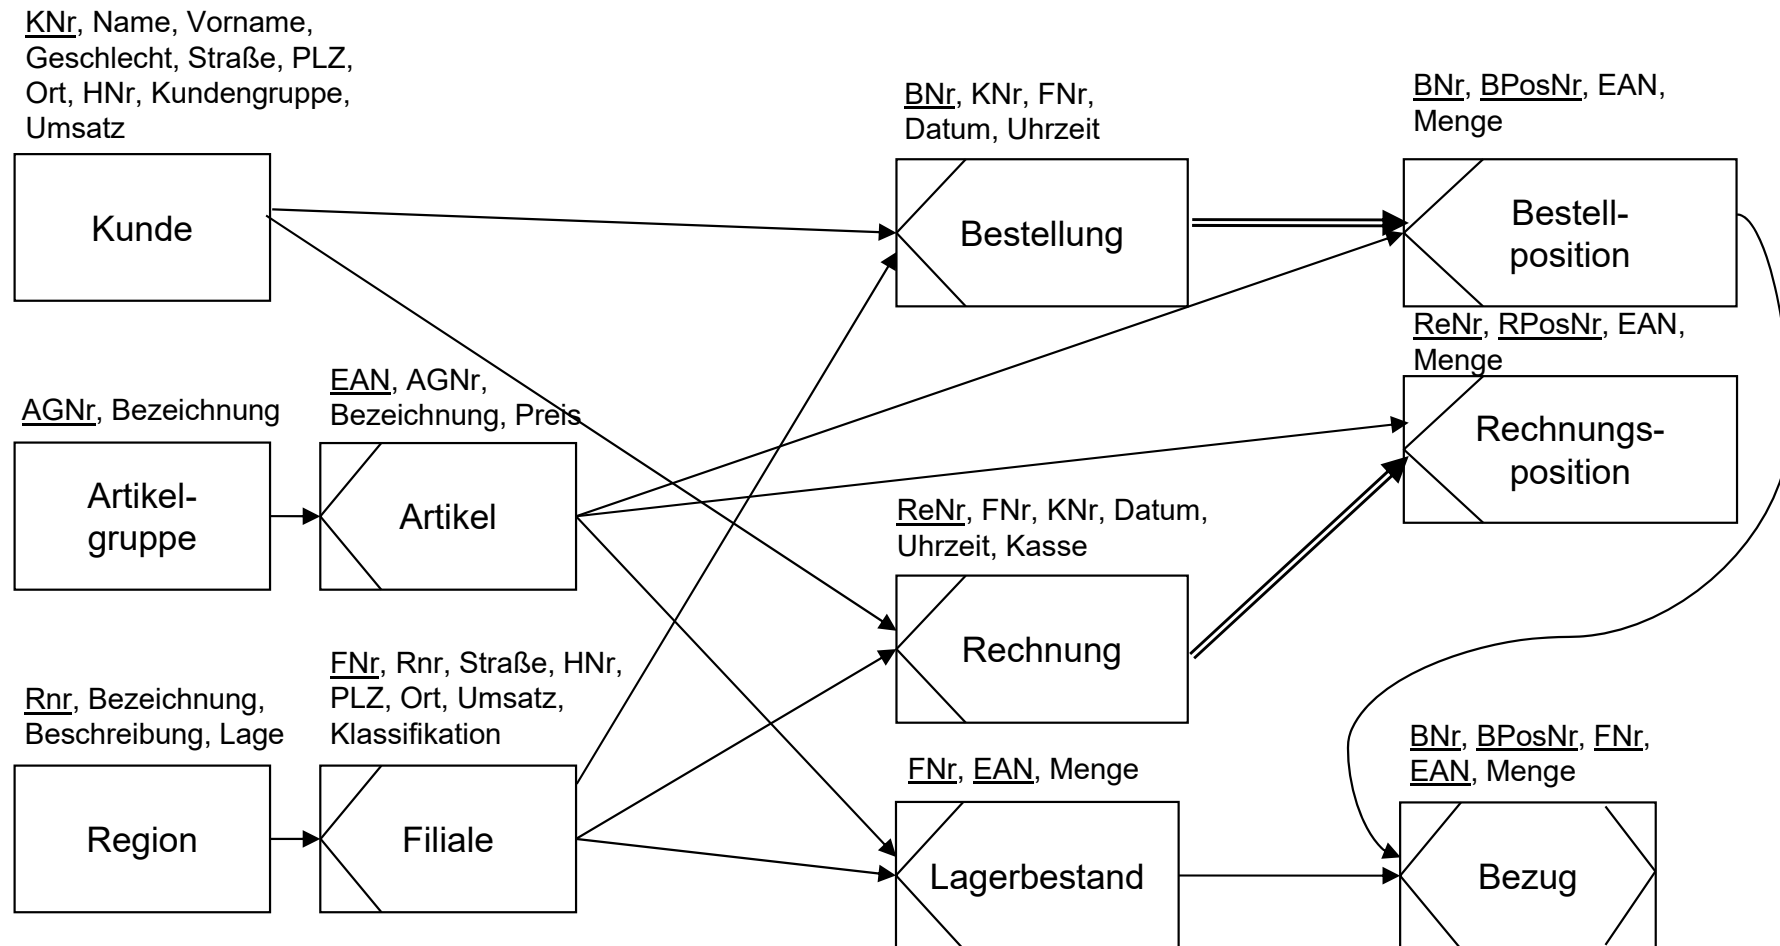 KNr, Name, Vorname,
Geschlecht, Straße, PLZ,
Ort, HNr, Kundengruppe,
Umsatz
Kunde
BNr, KNr, FNr,
Datum, Uhrzeit
Bestellung
BNr, BPosNr, EAN,
Menge
Bestell-
position
AGNr, Bezeichnung
Artikel-
gruppe
EAN, AGNr,
Bezeichnung, Preis
Artikel
ReNr, RPosNr, EAN,
Menge
Rechnungs-
position
ReNr, FNr, KNr, Datum,
Uhrzeit, Kasse
Rechnung
Rnr, Bezeichnung,
Beschreibung, Lage
Region
FNr, Rnr, Straße, HNr,
PLZ, Ort, Umsatz,
Klassifikation
Filiale
FNr, EAN, Menge
Lagerbestand
BNr, BPosNr, FNr,
EAN, Menge
Bezug